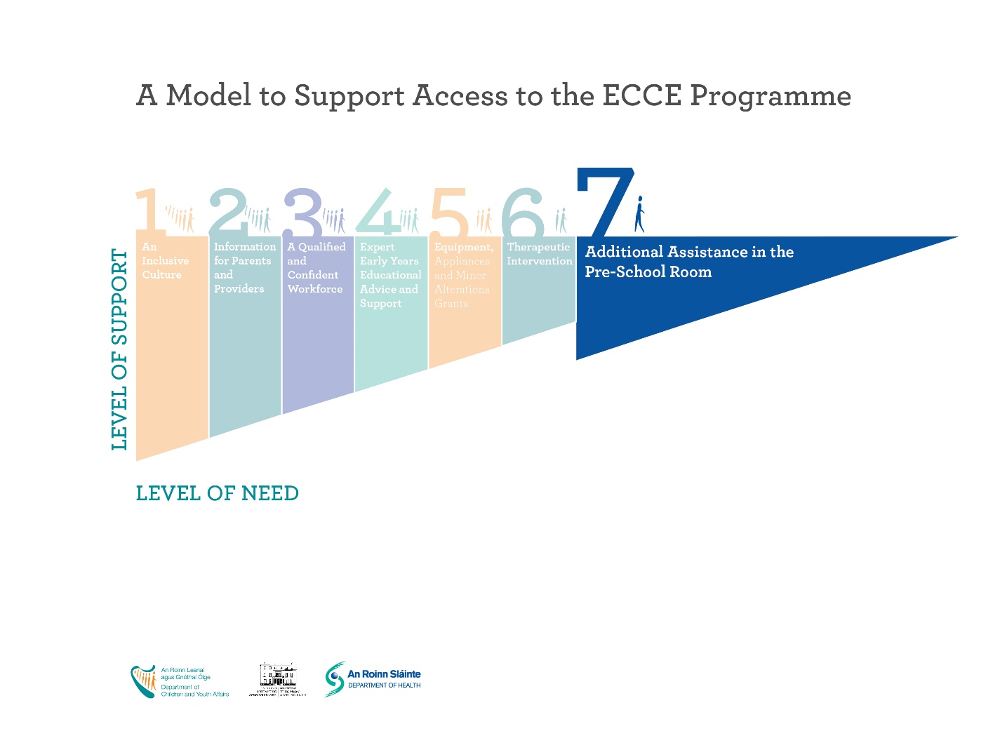 A Model to Support Access to the ECCE Programme
1
2
3
4
5
6
7
An
Inclusive
Culture
Information
for Parents
and
Providers
A Qualified
and
Confident
Workforce
Expert
Early Years
Educational
Advice and
Support
Equipment,
Appliances
and Minor
Alterations
Grants
Therapeutic
Intervention
Additional Assistance in the
Pre-School Room
LEVEL OF SUPPORT
LEVEL OF NEED
An Roinn Leanaí
agus Gnóthaí Óige
Department of
Children and Youth Affairs
An Roinn Sláinte
DEPARTMENT OF HEALTH